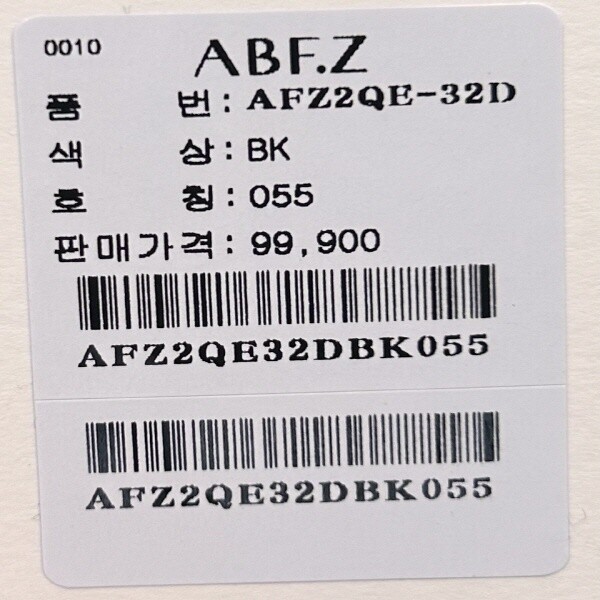 0010
ABF.Z
품 번 : AFZ2QE-32D
색 상 : BK
호 칭 : 055
판매가격 : 99,900
AFZ2QE32DBK055
AFZ2QE32DBK055